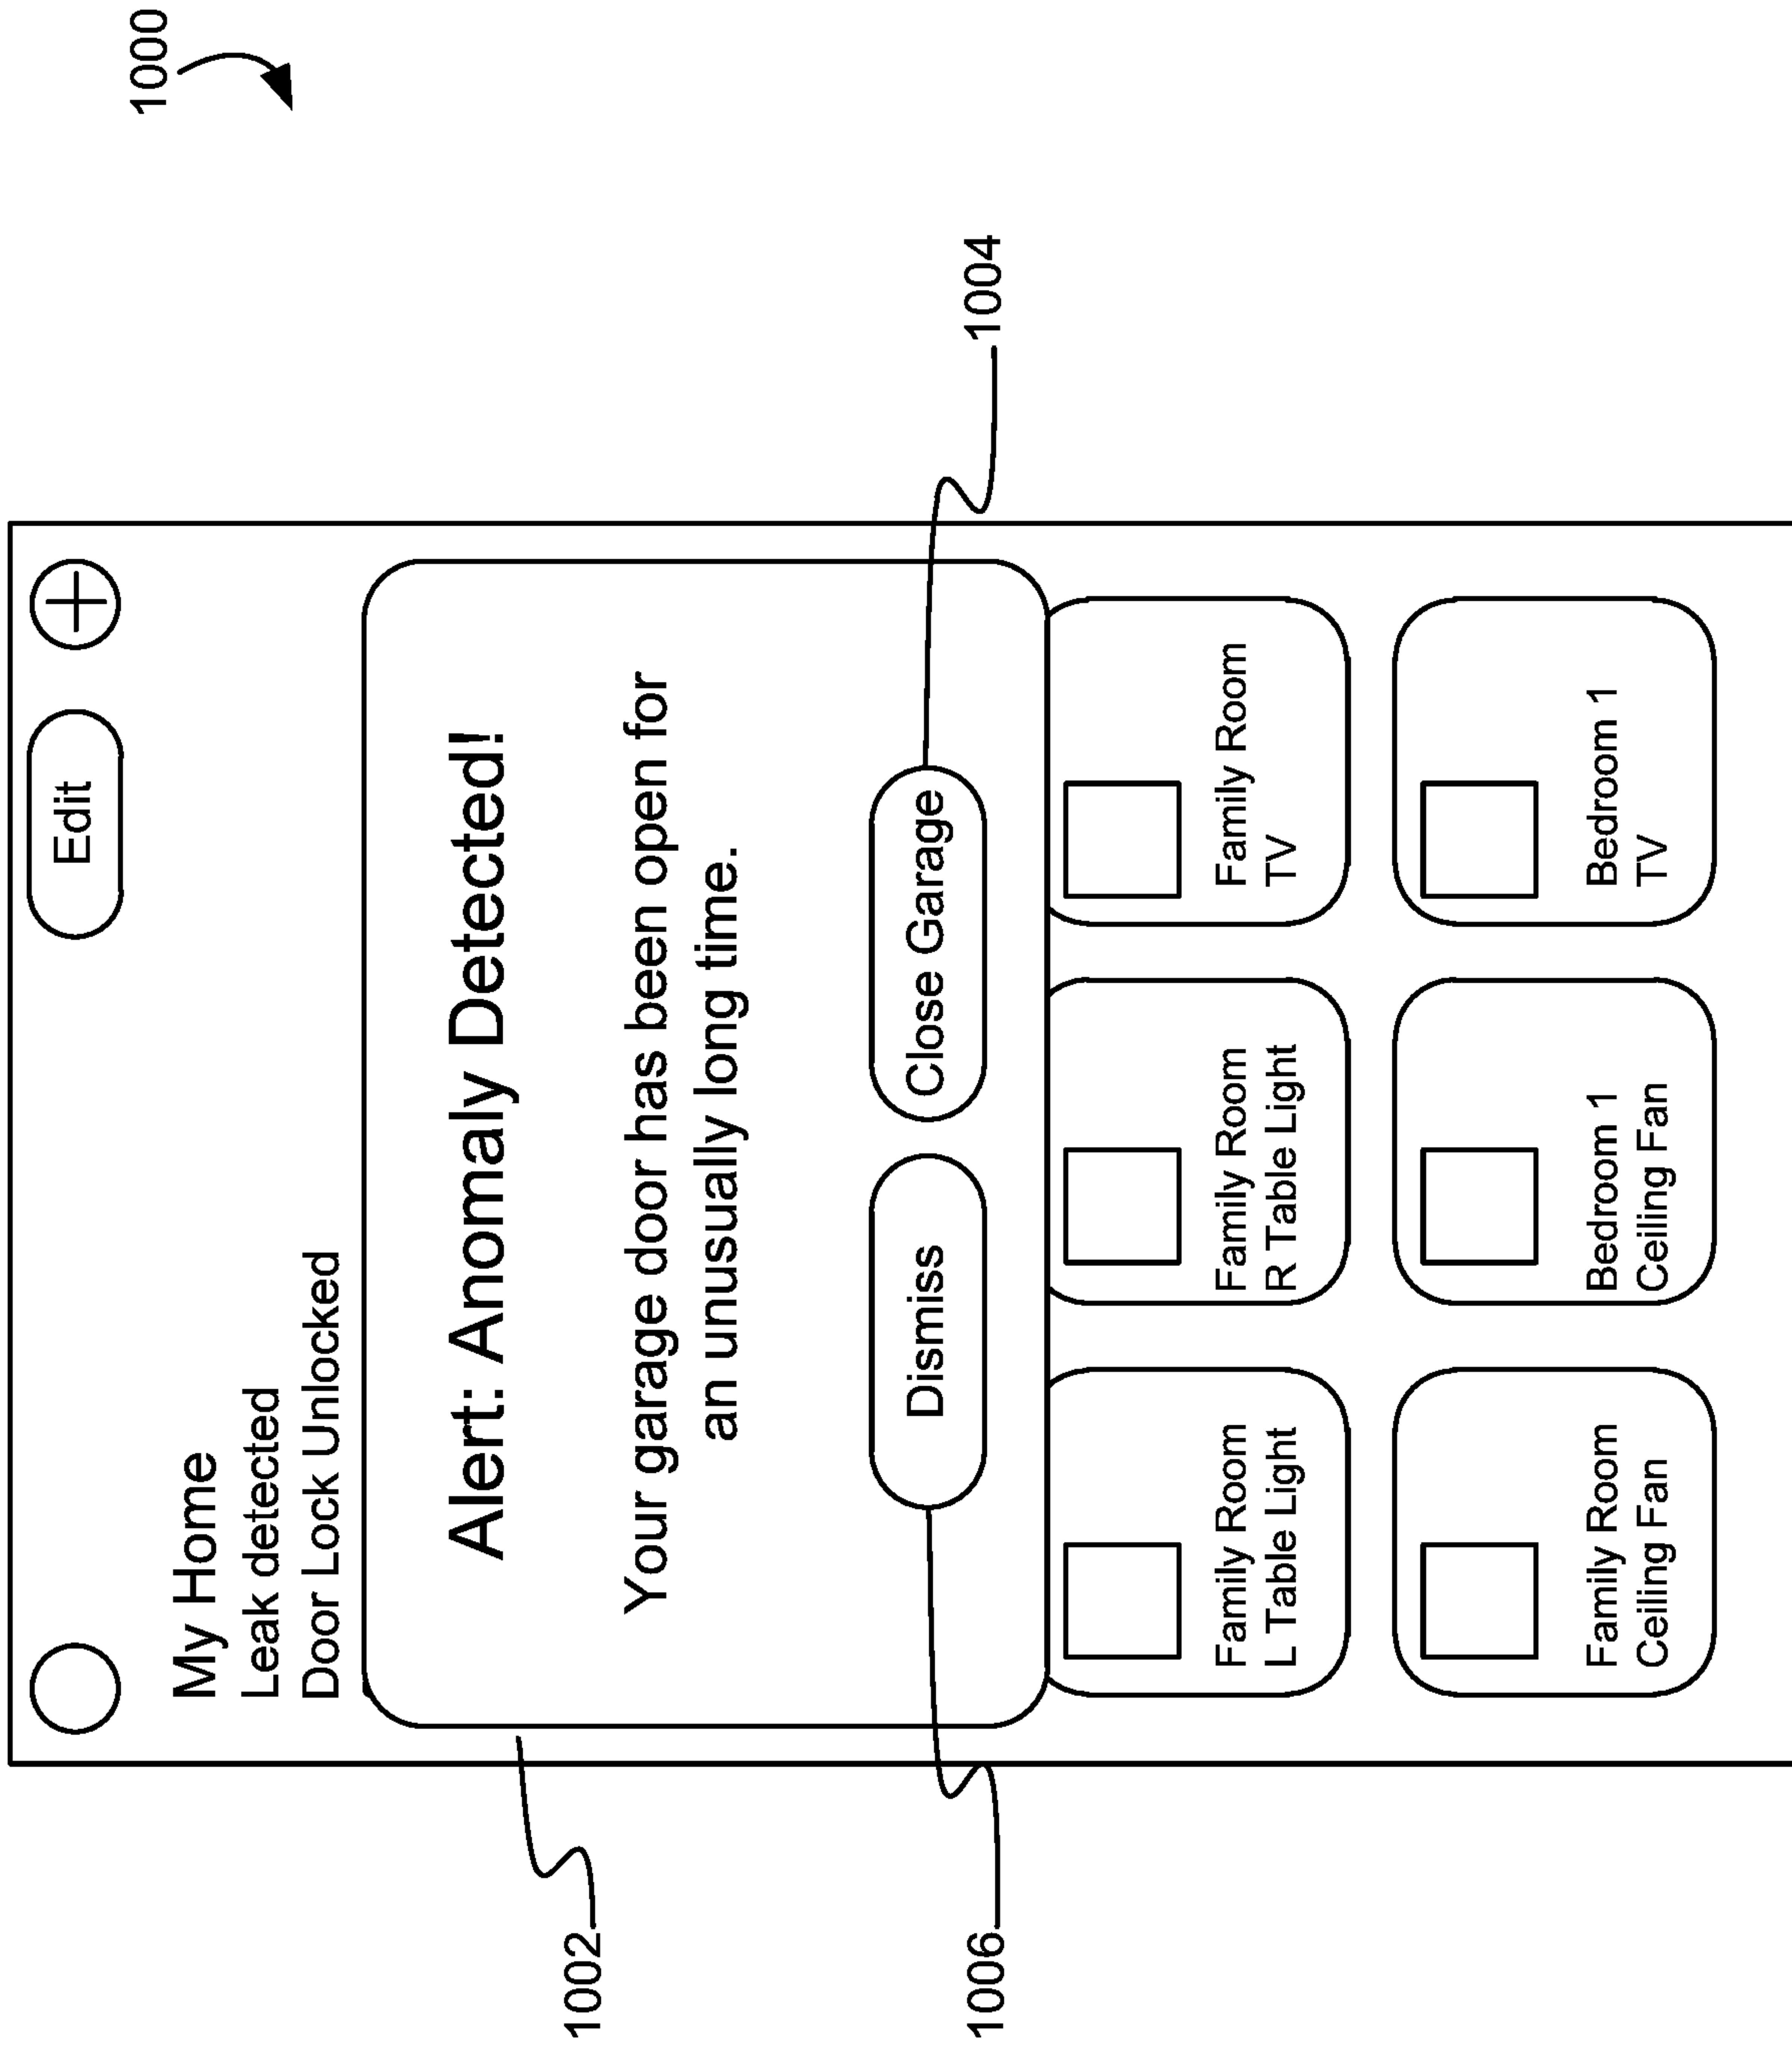 1000
Edit
My Home
Leak detected
Door Lock Unlocked
Alert: Anomaly Detected!
1002
Your garage door has been open for
an unusually long time.
Dismiss
Close Garage
1006
1004
Family Room
L Table Light
Family Room
R Table Light
Family Room
TV
Family Room
Ceiling Fan
Bedroom 1
Ceiling Fan
Bedroom 1
TV